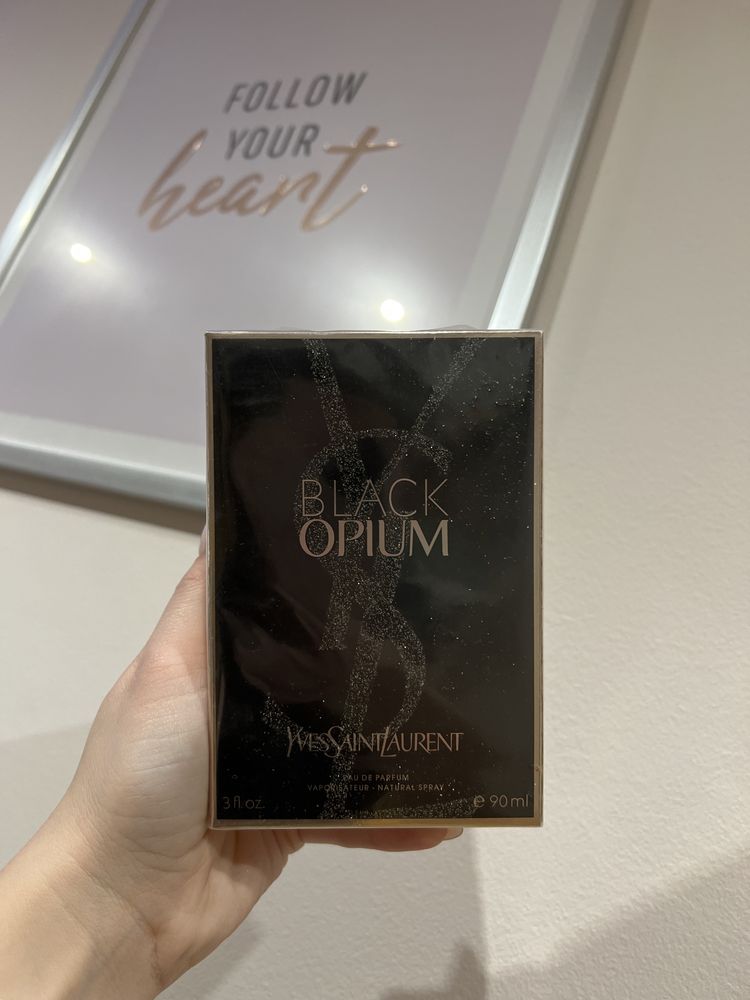 FOLLOW
YOUR
heart
BLACK
OPIUM
YVESSAINTLAURENT
EAU DE PARFUM
VAPORISATEUR - NATURAL SPRAY
3 fl. oz. e 90 ml